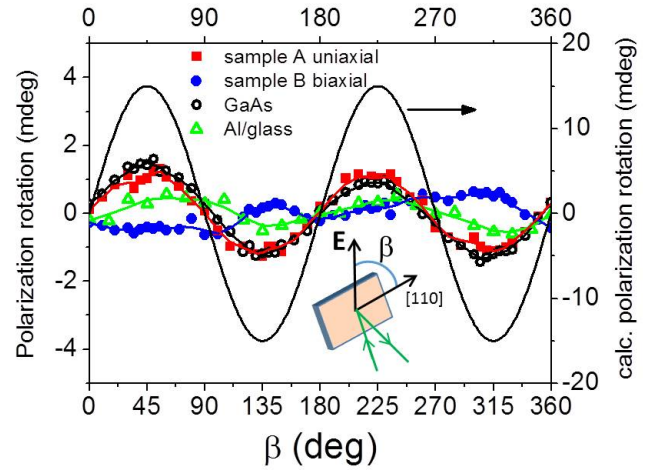 0 90 180 270 360
Polarization rotation (mdeg)
4
2
0
-2
-4
sample A uniaxial
sample B biaxial
GaAs
Al/glass
E
β
[110]
20
10
0
-10
-20
calc. polarization rotation (mdeg)
0 45 90 135 180 225 270 315 360
β (deg)